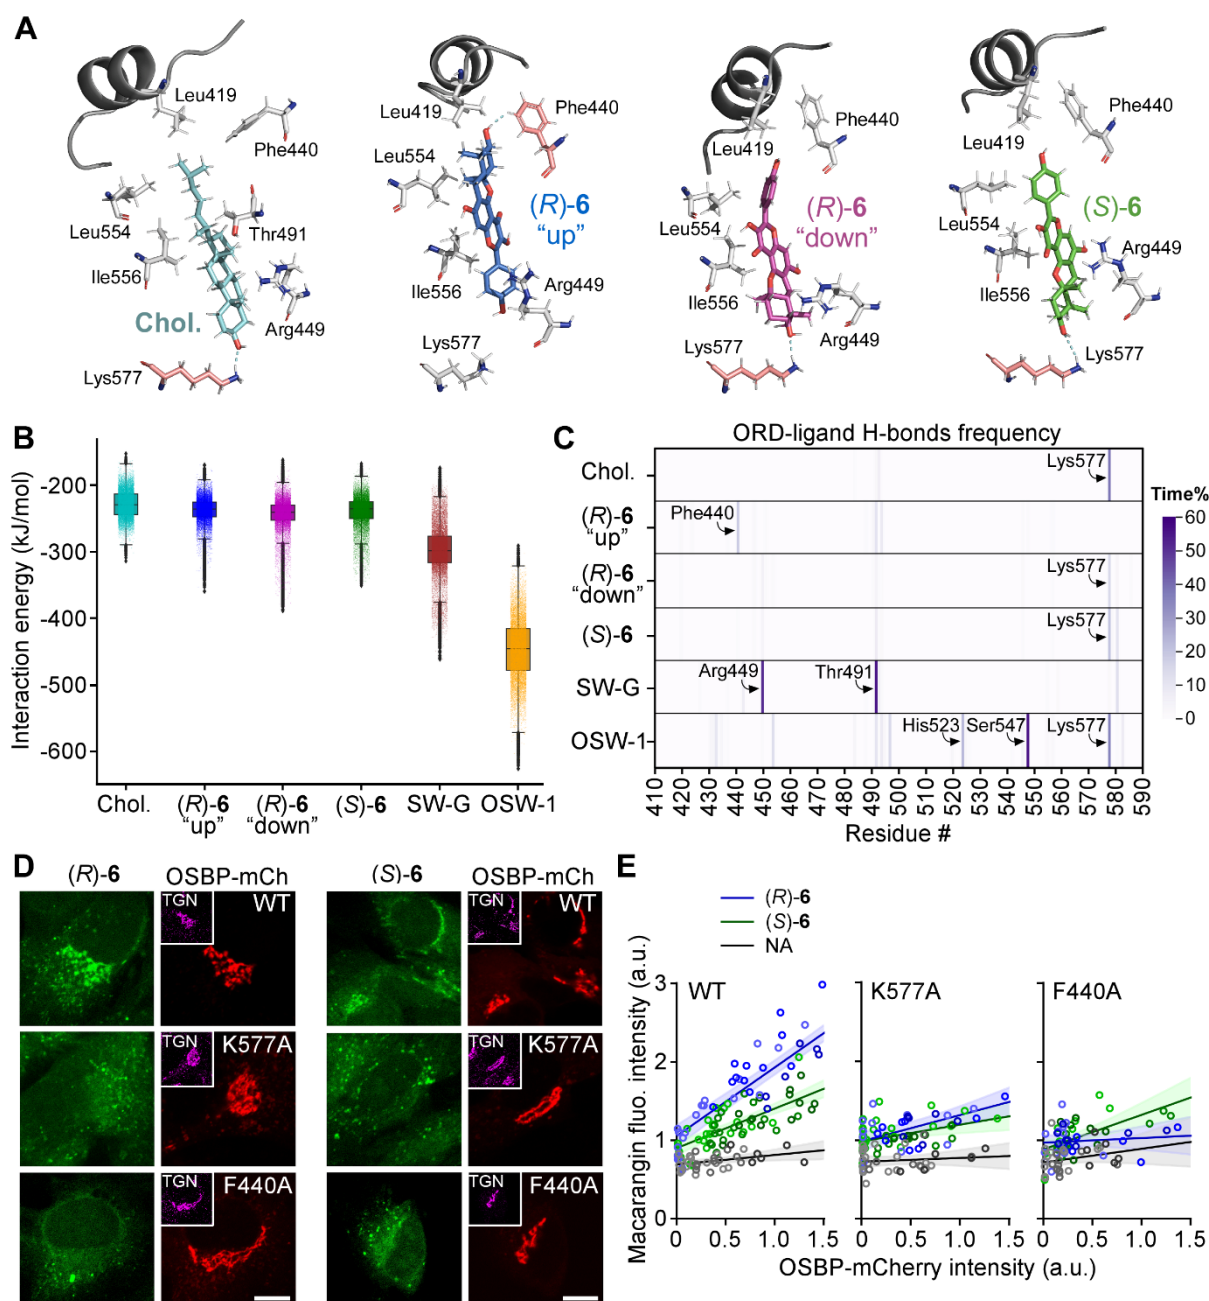 A
Leu419
Phe440
Leu554
Thr491
Ile556
Chol.
Arg449
Lys577
Leu419
Phe440
Leu554
(R)-6
"up"
Ile556
Arg449
Lys577
Leu419
Phe440
Leu554
(R)-6
"down"
Ile556
Arg449
Lys577
Leu419
Phe440
Leu554
(S)-6
Arg449
Ile556
Lys577
B
Interaction energy (kJ/mol)
-200
-300
-400
-500
-600
Chol. (R)-6 (R)-6 (S)-6 SW-G OSW-1
"up" "down"
C
ORD-ligand H-bonds frequency
Chol.
Lys577
(R)-6
"up"
Phe440
(R)-6
"down"
Lys577
(S)-6
Lys577
SW-G
Arg449
Thr491
OSW-1
His523
Ser547
Lys577
Time%
60
50
40
30
20
10
0
410 420 430 440 450 460 470 480 490 500 510 520 530 540 550 560 570 580 590
Residue #
D
(R)-6 OSBP-mCh (S)-6 OSBP-mCh
TGN WT TGN WT
TGN K577A TGN K577A
TGN F440A TGN F440A
E
(R)-6
(S)-6
NA
Macarangin fluo. intensity (a.u.)
3
2
1
0
WT K577A F440A
0 0.5 1.0 1.5 0 0.5 1.0 1.5 0 0.5 1.0 1.5
OSBP-mCherry intensity (a.u.)